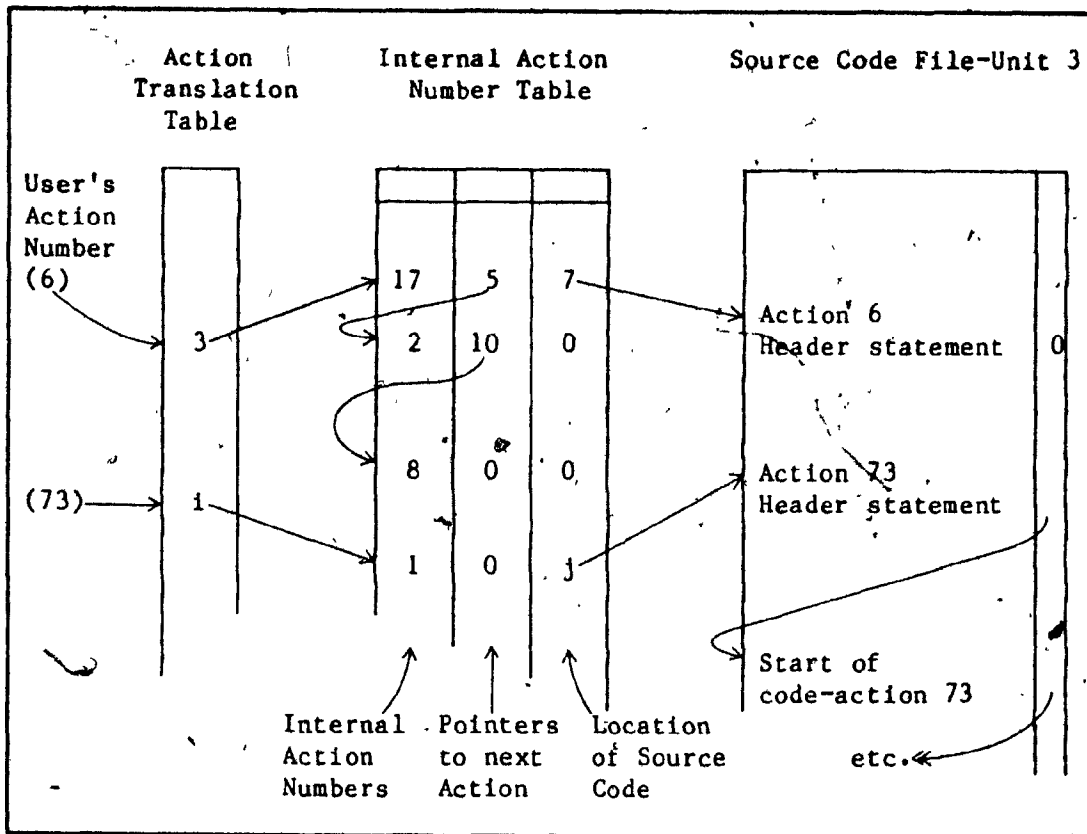 Action Translation Table
Internal Action Number Table
Source Code File-Unit 3
User's
Action
Number
(6)
3
17 5 7
2 10 0
Action 6
Header statement 0
8 0 0
(73)
i
Action 73
Header statement
1 0 j
Start of
code-action 73
Internal Action Numbers
Pointers to next Action
Location of Source Code
etc.